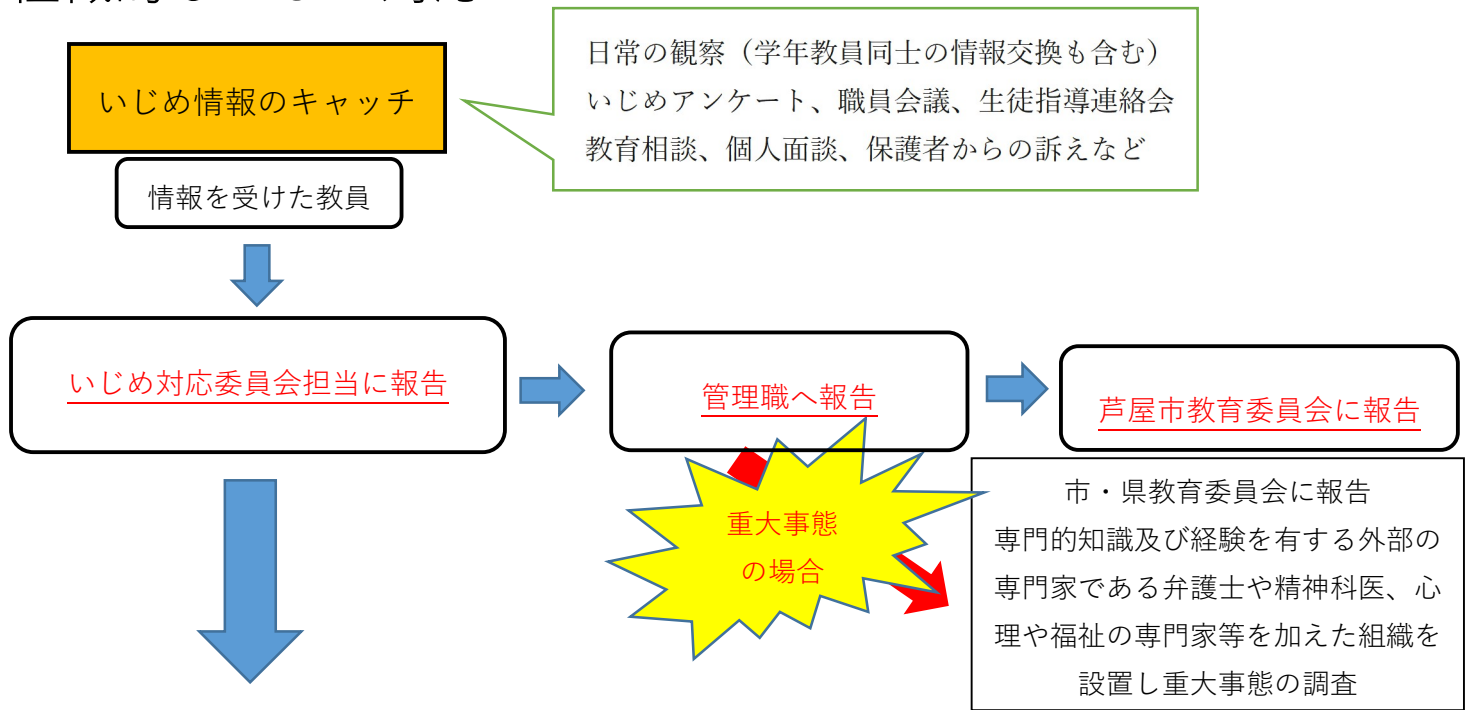 いじめ情報のキャッチ
日常の観察（学年教員同士の情報交換も含む）
いじめアンケート、職員会議、生徒指導連絡会
教育相談、個人面談、保護者からの訴えなど
情報を受けた教員
いじめ対応委員会担当に報告
管理職へ報告
芦屋市教育委員会に報告
重大事態
の場合
市・県教育委員会に報告
専門的知識及び経験を有する外部の
専門家である弁護士や精神科医、心
理や福祉の専門家等を加えた組織を
設置し重大事態の調査